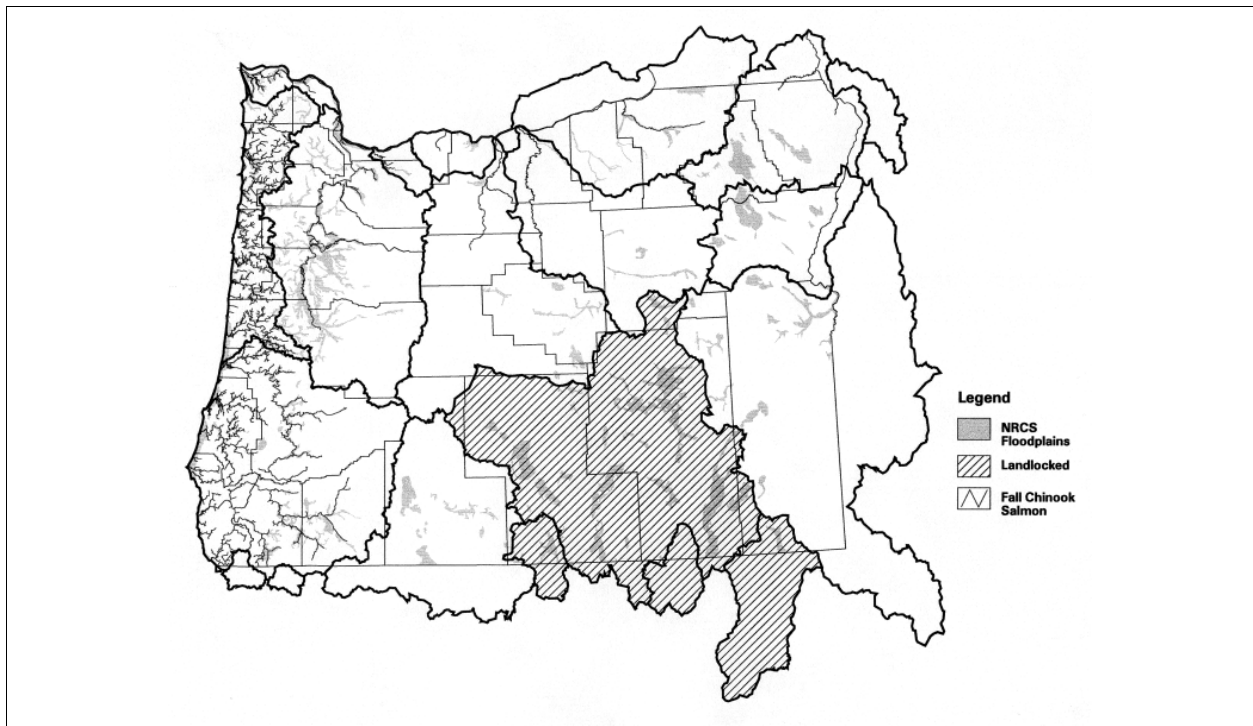 Legend
NRCS
Floodplains
Landlocked
Fall Chinook
Salmon